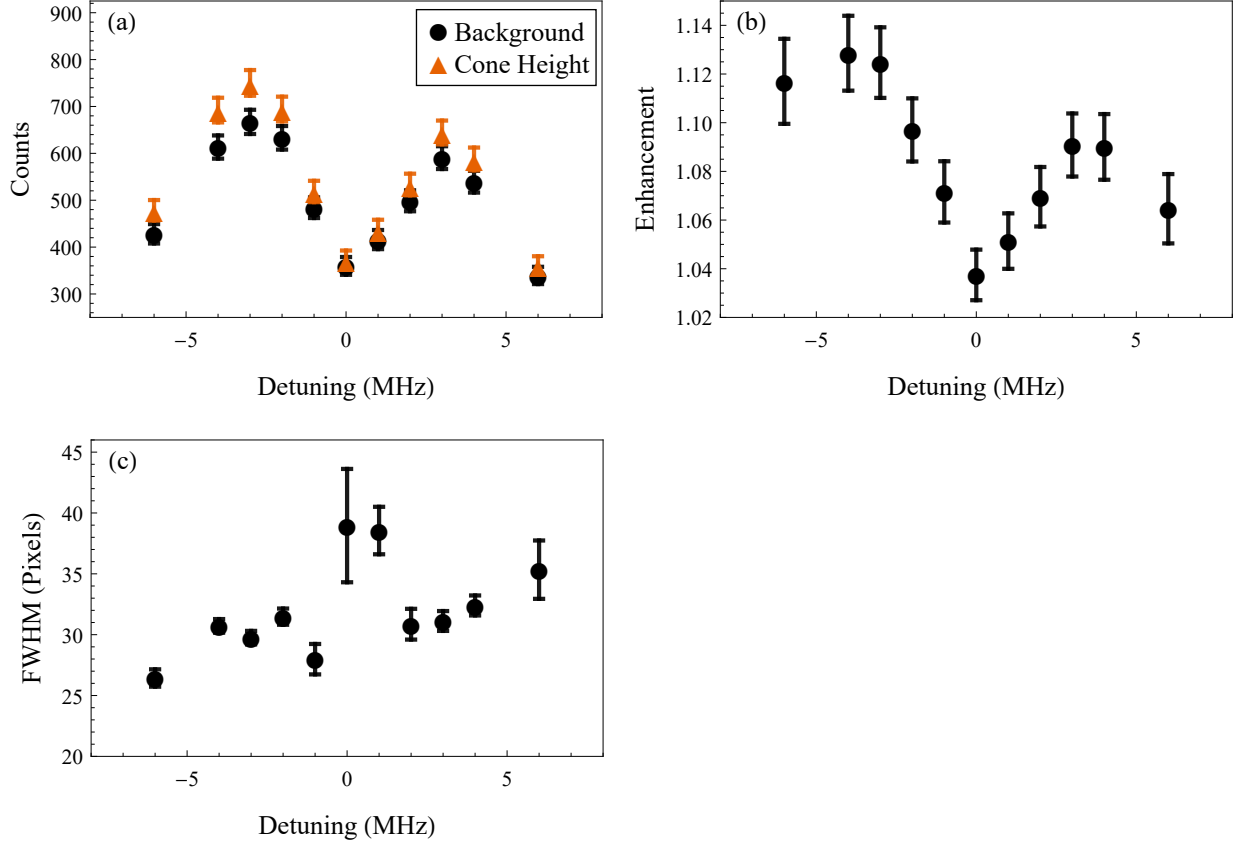 (a)
Background
Cone Height
900
800
700
600
500
400
300
Counts
−5
0
5
Detuning (MHz)
(b)
1.14
1.12
1.10
1.08
1.06
1.04
1.02
Enhancement
−5
0
5
Detuning (MHz)
(c)
45
40
35
30
25
20
FWHM (Pixels)
−5
0
5
Detuning (MHz)